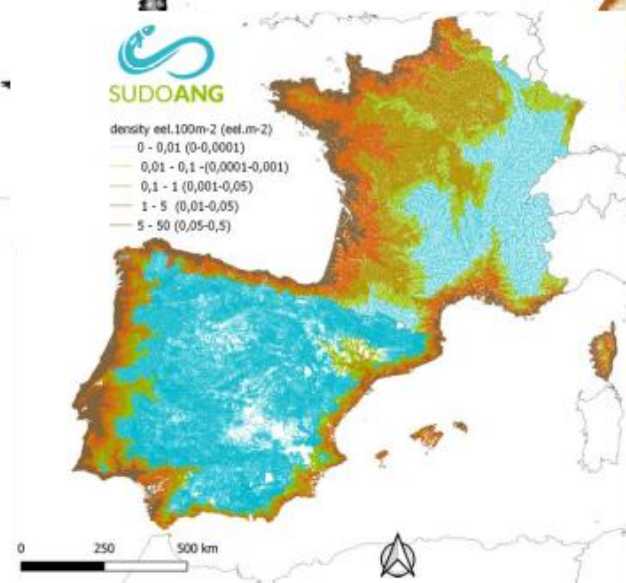 SUDOANG
density eel.100m-2 (eel.m-2)
0 - 0,01 (0-0,0001)
0,01 - 0,1 -(0,0001-0,001)
0,1 - 1 (0,001-0,05)
1 - 5 (0,01-0,05)
5 - 50 (0,05-0,5)
0 250 500 km